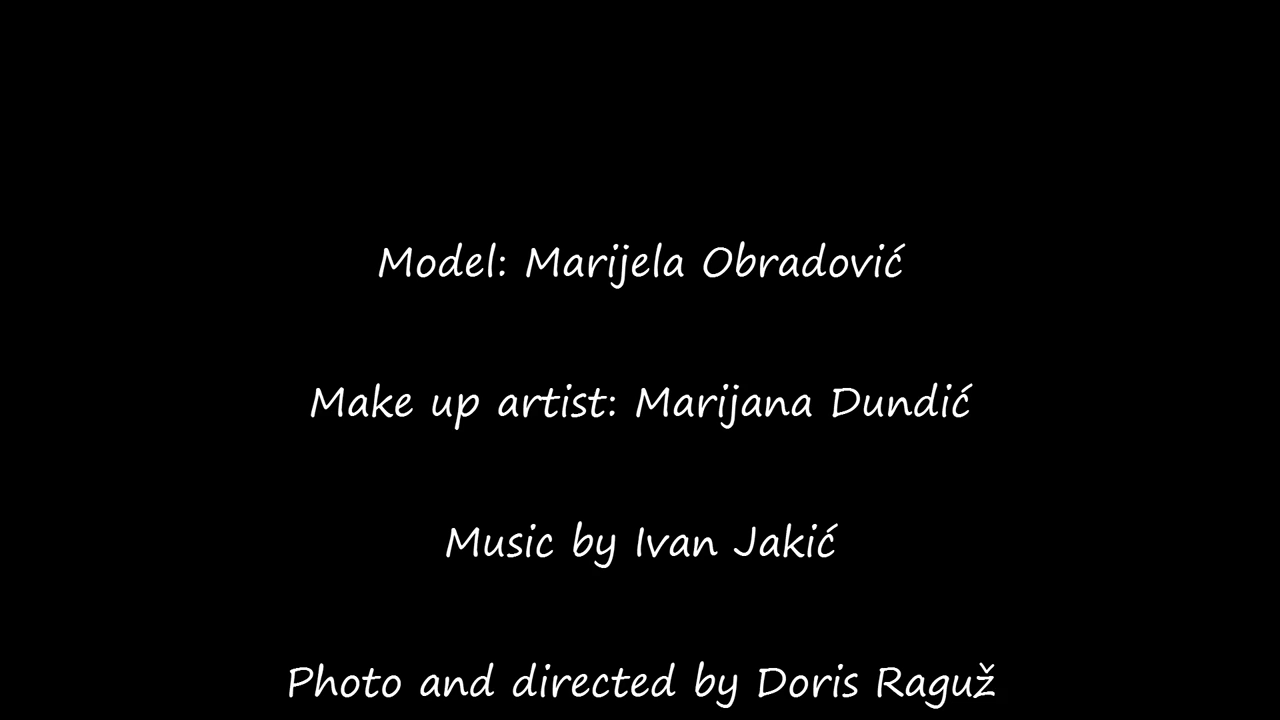 Model: Marijela Obradović
Make up artist: Marijana Dundić
Music by Ivan Jakić
Photo and directed by Doris Raguž